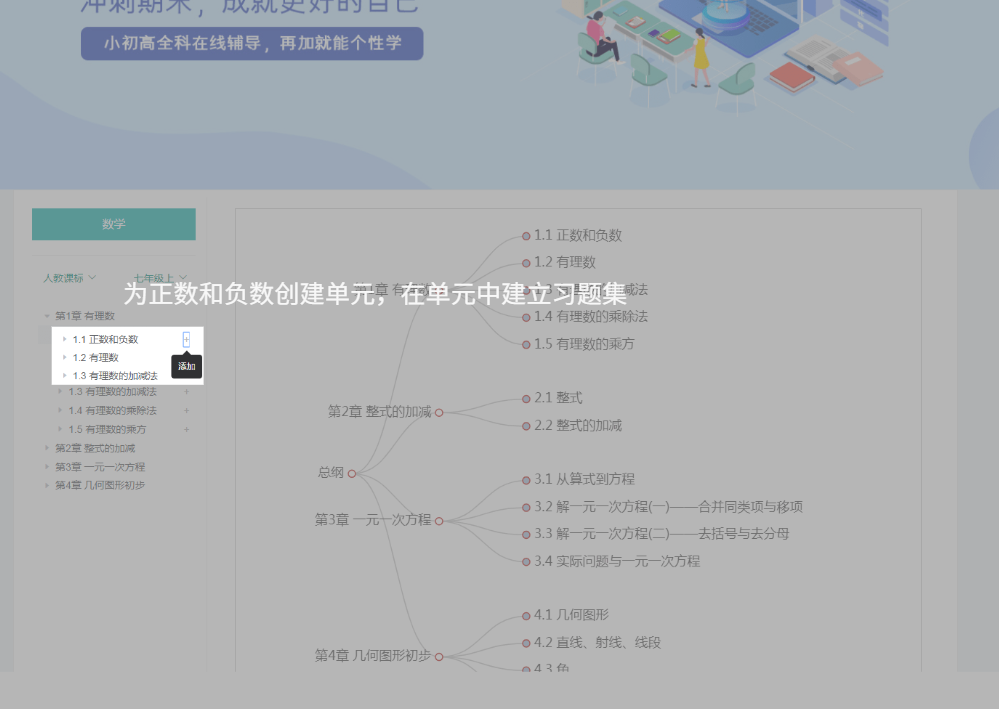 冲刺期末，成就更好的自己
小初高全科在线辅导，再加就能个性学
数学
人教课标
七年级上
为正数和负数创建单元，在单元中建立习题集
第1章 有理数
1.1 正数和负数
1.2 有理数
添加
1.3 有理数的加减法
1.3 有理数的加减法
1.4 有理数的乘除法
1.5 有理数的乘方
第2章 整式的加减
第3章 一元一次方程
第4章 几何图形初步
总纲
1.1 正数和负数
1.2 有理数
1.4 有理数的乘除法
1.5 有理数的乘方
第2章 整式的加减
2.1 整式
2.2 整式的加减
第3章 一元一次方程
3.1 从算式到方程
3.2 解一元一次方程(一)——合并同类项与移项
3.3 解一元一次方程(二)——去括号与去分母
3.4 实际问题与一元一次方程
第4章 几何图形初步
4.1 几何图形
4.2 直线、射线、线段
4.3 角